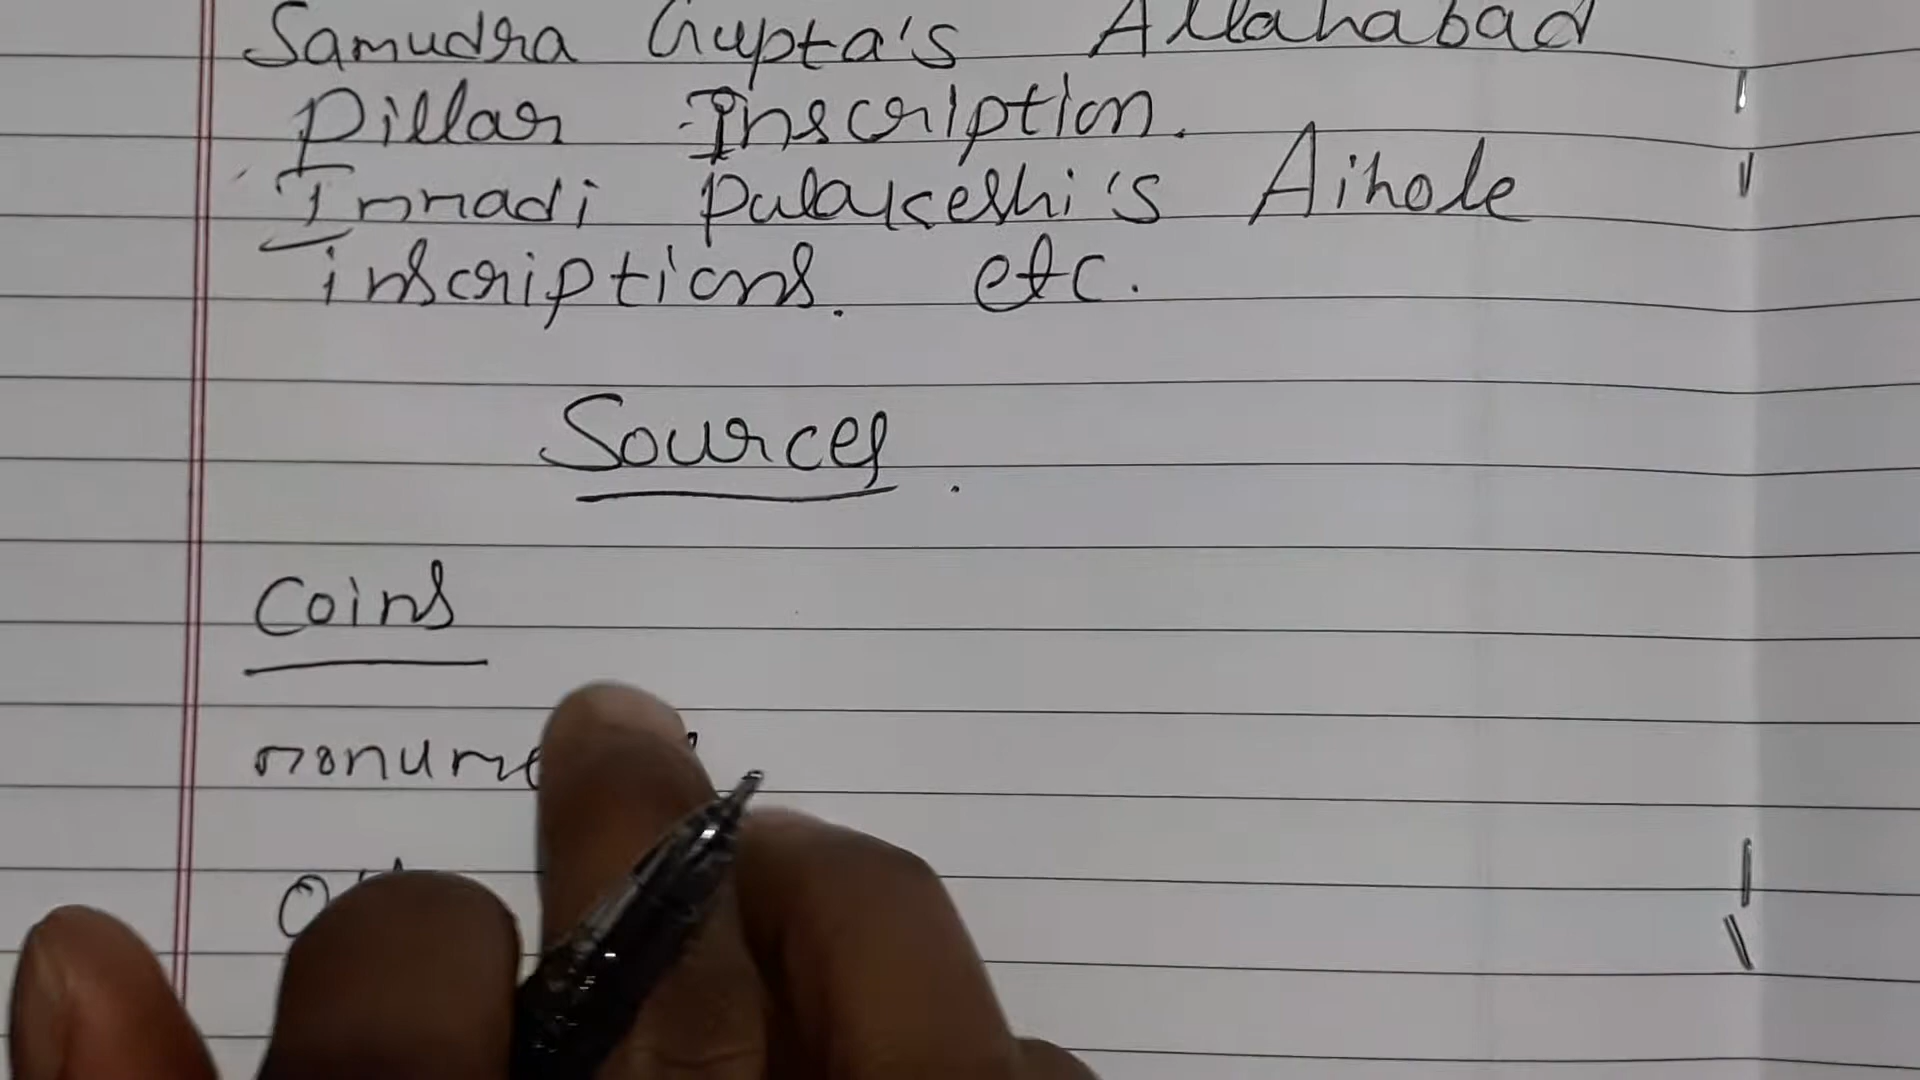 Samudra Gupta's Allahabad
Pillar Inscription.
Immadi Pulakeshi's Aihole
inscriptions. etc.
Sources.
Coins